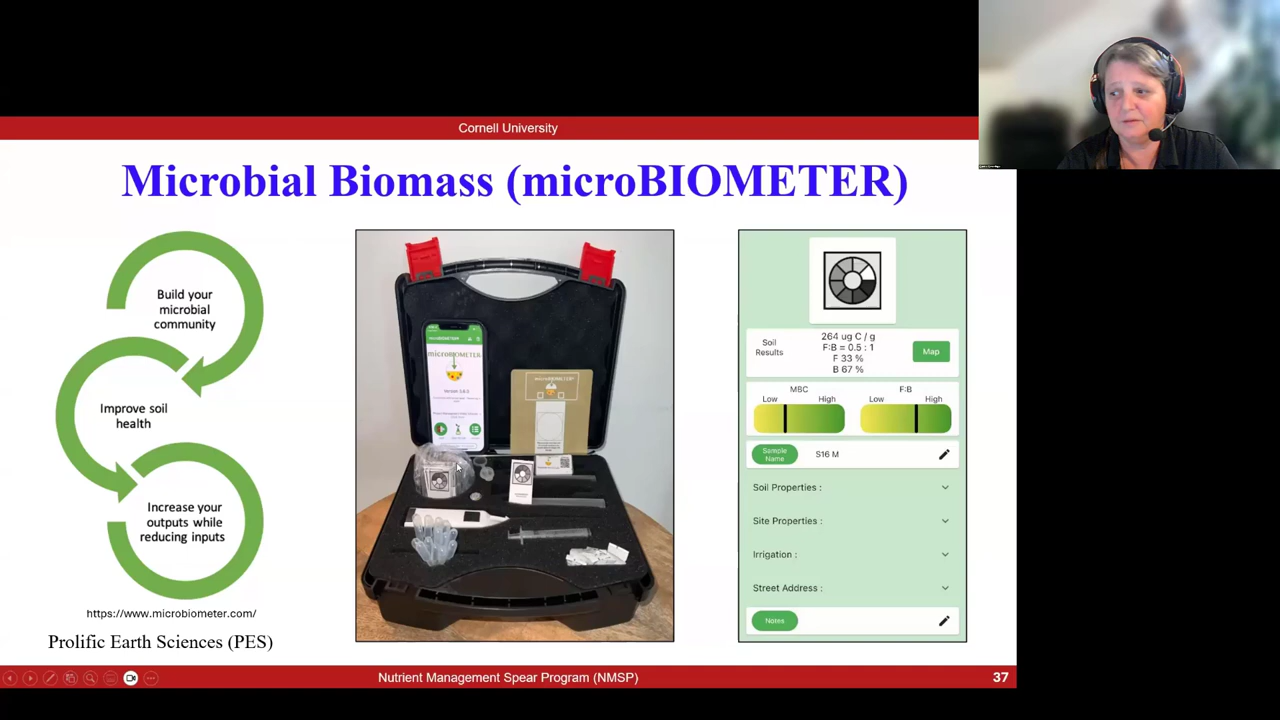 Cornell University
Microbial Biomass (microBIOMETER)
Build your
microbial
community
Improve soil
health
Increase your
outputs while
reducing inputs
https://www.microbiometer.com/
Prolific Earth Sciences (PES)
microBIOMETER
microBIOMETER
Soil
Results
264 ug C / g
F:B = 0.5 : 1
F 33 %
B 67 %
Map
MBC
Low
High
F:B
Low
High
Sample
Name
S16 M
Soil Properties :
Site Properties :
Irrigation :
Street Address :
Notes
Nutrient Management Spear Program (NMSP)
37